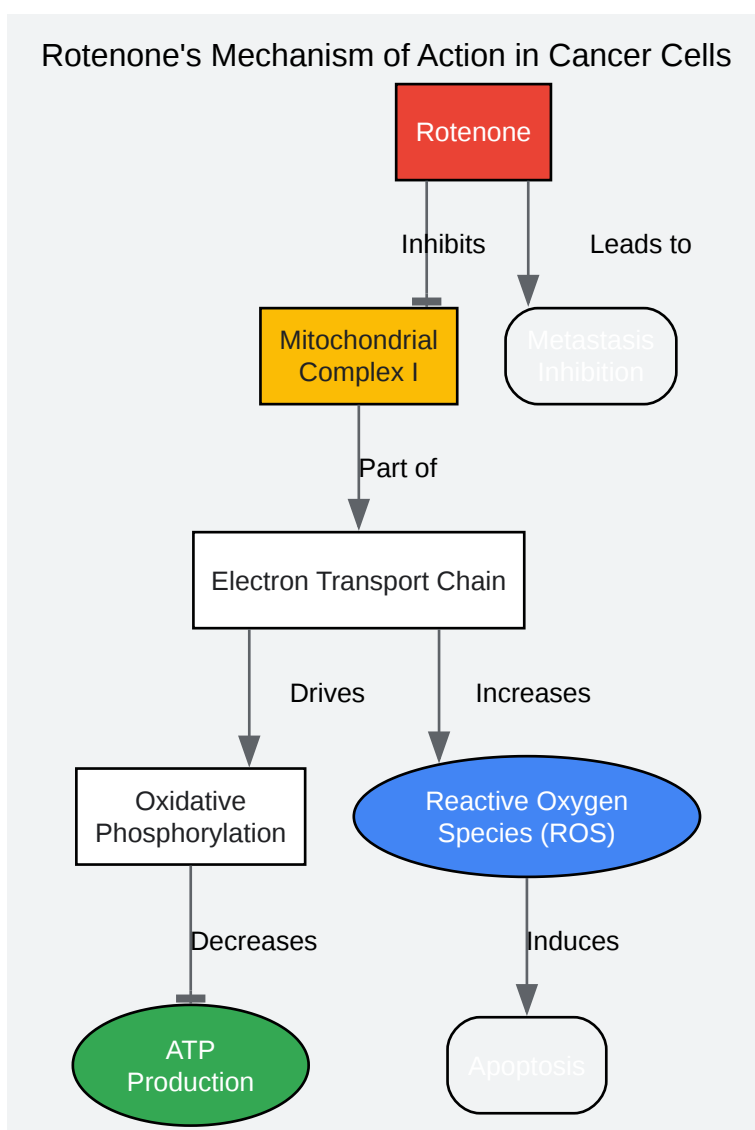 Rotenone's Mechanism of Action in Cancer Cells
Rotenone
Inhibits
Leads to
Mitochondrial
Complex I
Metastasis
Inhibition
Part of
Electron Transport Chain
Drives
Increases
Oxidative
Phosphorylation
Reactive Oxygen
Species (ROS)
Decreases
Induces
ATP
Production
Apoptosis